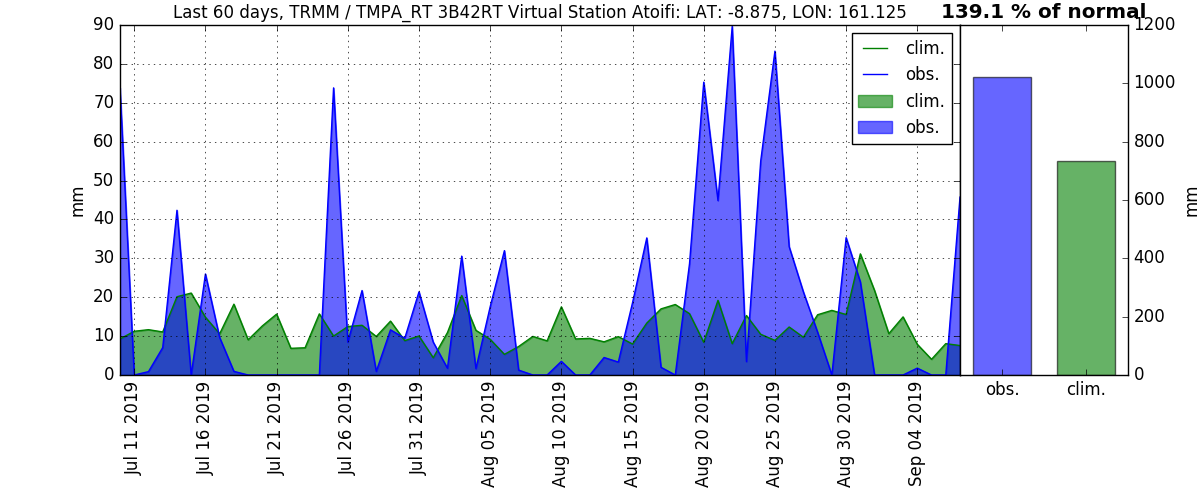 Last 60 days, TRMM / TMPA_RT 3B42RT Virtual Station Atoifi: LAT: -8.875, LON: 161.125
139.1 % of normal
90
80
70
60
50
40
30
20
10
0
mm
clim.
obs.
clim.
obs.
Jul 11 2019
Jul 16 2019
Jul 21 2019
Jul 26 2019
Jul 31 2019
Aug 05 2019
Aug 10 2019
Aug 15 2019
Aug 20 2019
Aug 25 2019
Aug 30 2019
Sep 04 2019
1200
1000
800
600
400
200
0
mm
obs.
clim.